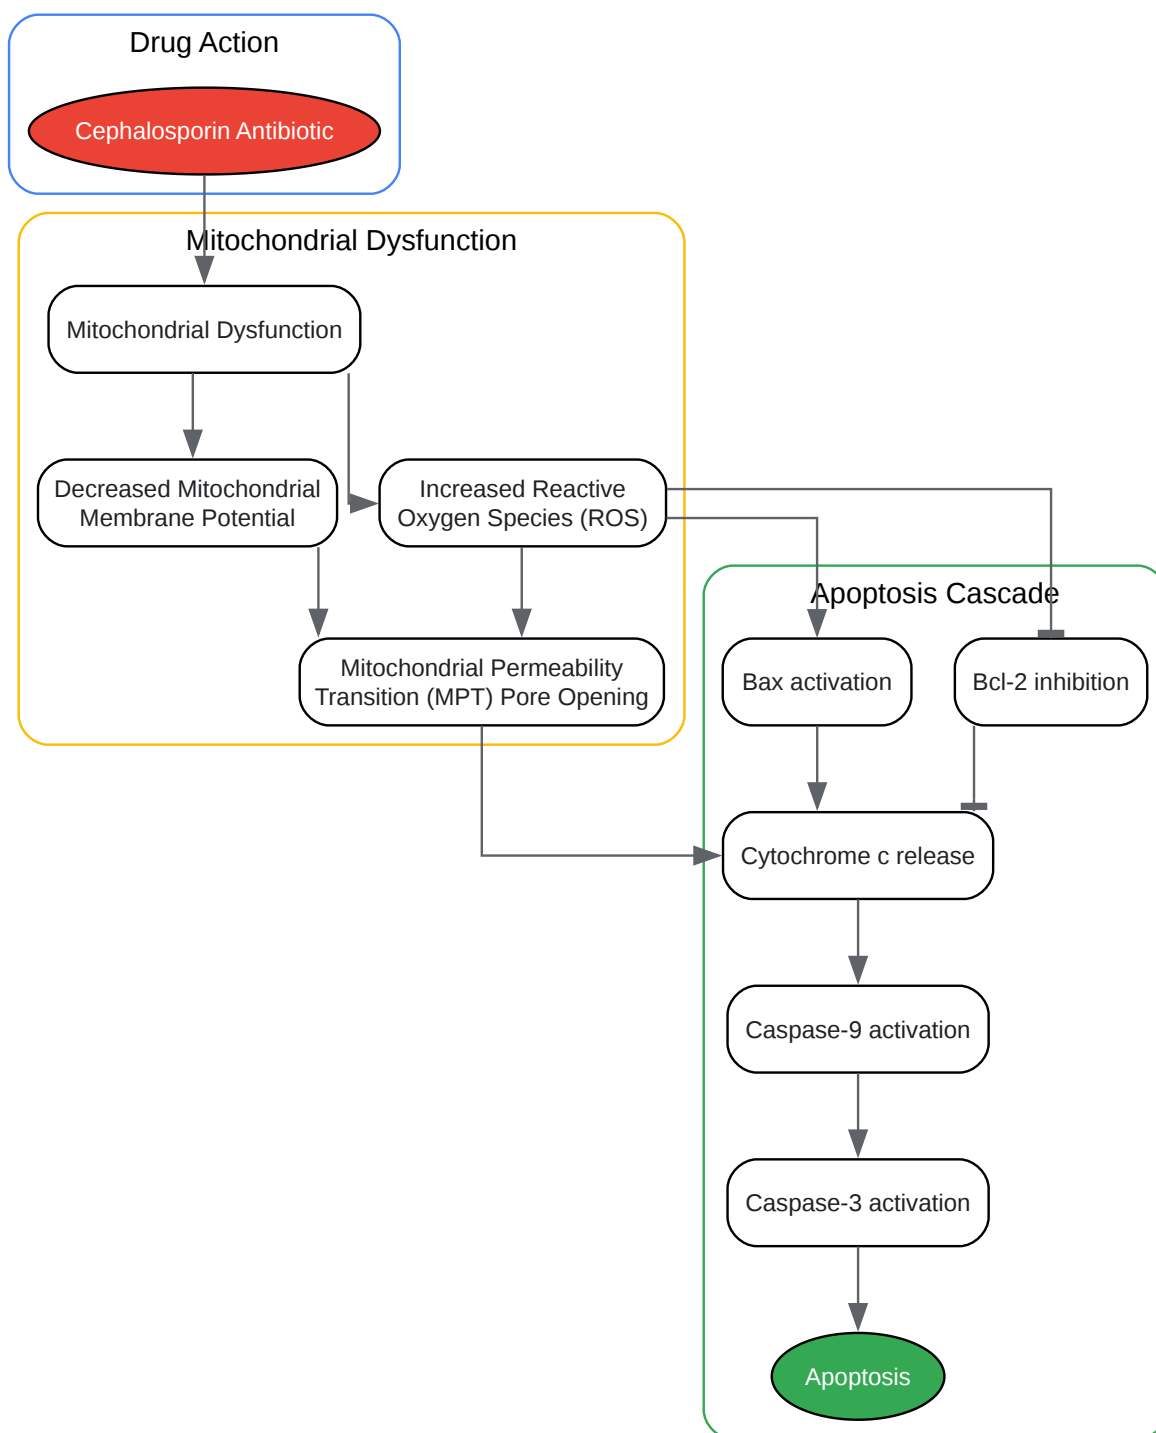 Drug Action
Cephalosporin Antibiotic
Mitochondrial Dysfunction
Mitochondrial Dysfunction
Decreased Mitochondrial
Membrane Potential
Increased Reactive
Oxygen Species (ROS)
Mitochondrial Permeability
Transition (MPT) Pore Opening
Apoptosis Cascade
Bax activation
Bcl-2 inhibition
Cytochrome c release
Caspase-9 activation
Caspase-3 activation
Apoptosis